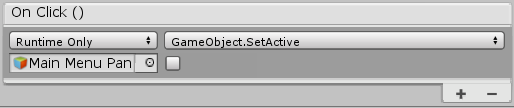 On Click ()
Runtime Only GameObject.SetActive
Main Menu Pan